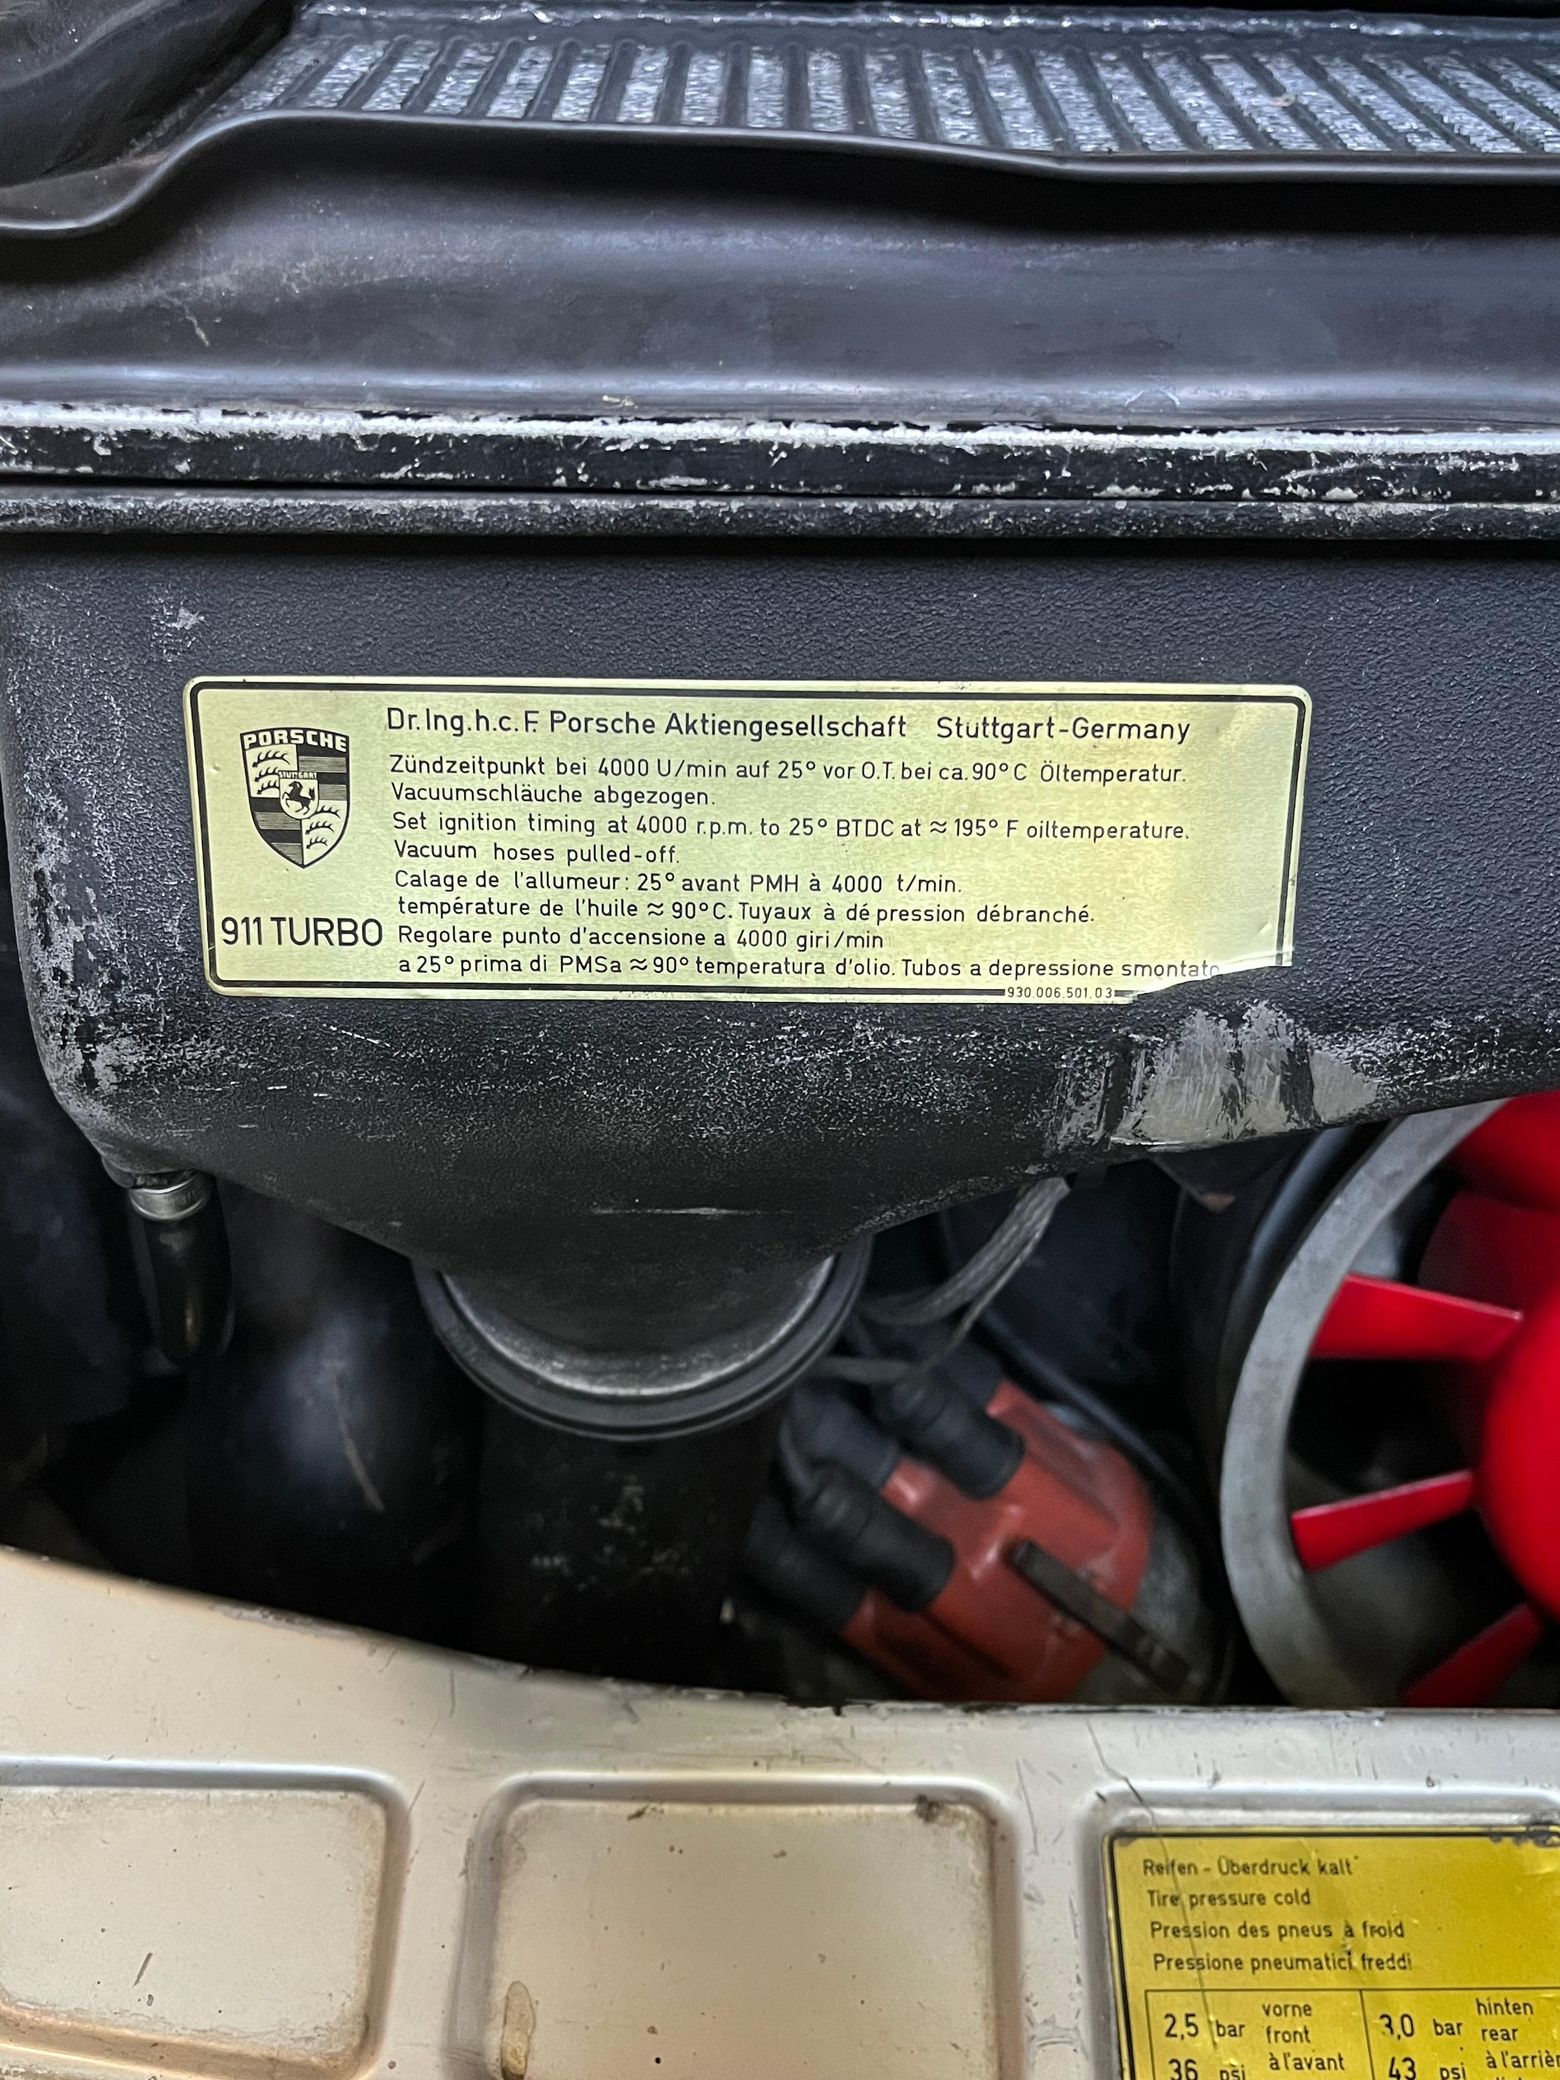 PORSCHE
STUTTGART
911 TURBO
Dr.Ing.h.c.F. Porsche Aktiengesellschaft Stuttgart-Germany
Zündzeitpunkt bei 4000 U/min auf 25° vor O.T. bei ca. 90°C Öltemperatur.
Vacuumschläuche abgezogen.
Set ignition timing at 4000 r.p.m. to 25° BTDC at ≈ 195° F oiltemperature.
Vacuum hoses pulled-off.
Calage de l'allumeur: 25° avant PMH à 4000 t/min.
température de l'huile ≈ 90°C. Tuyaux à dé pression débranché.
Regolare punto d'accensione a 4000 giri/min
a 25° prima di PMSa ≈ 90° temperatura d'olio. Tubos a depressione smontato
930.006.501.03
Reifen - Überdruck kalt
Tire pressure cold
Pression des pneus à froid
Pressione pneumatici freddi
2,5 bar vorne 3,0 bar hinten
front rear
36 psi à l'avant 43 psi